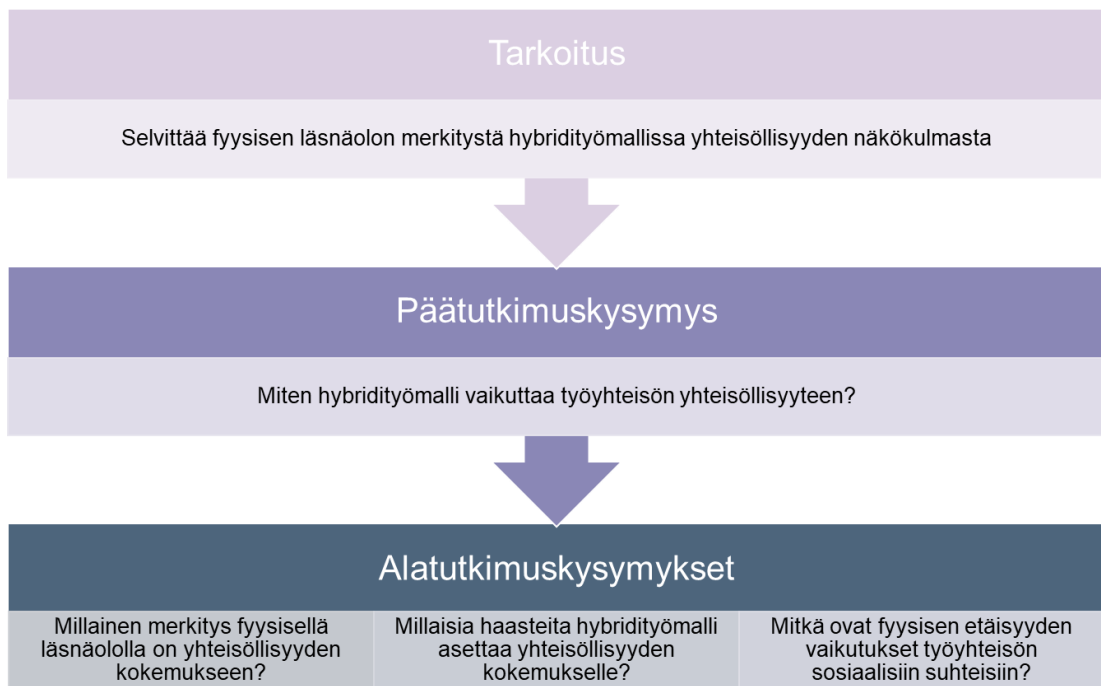 Tarkoitus
Selvittää fyysisen läsnäolon merkitystä hybridityömallissa yhteisöllisyyden näkökulmasta
Päätutkimuskysymys
Miten hybridityömalli vaikuttaa työyhteisön yhteisöllisyyteen?
Alatutkimuskysymykset
Millainen merkitys fyysisellä
läsnäololla on yhteisöllisyyden
kokemukseen?
Millaisia haasteita hybridityömalli
asettaa yhteisöllisyyden
kokemukselle?
Mitkä ovat fyysisen etäisyyden
vaikutukset työyhteisön
sosiaalisiin suhteisiin?